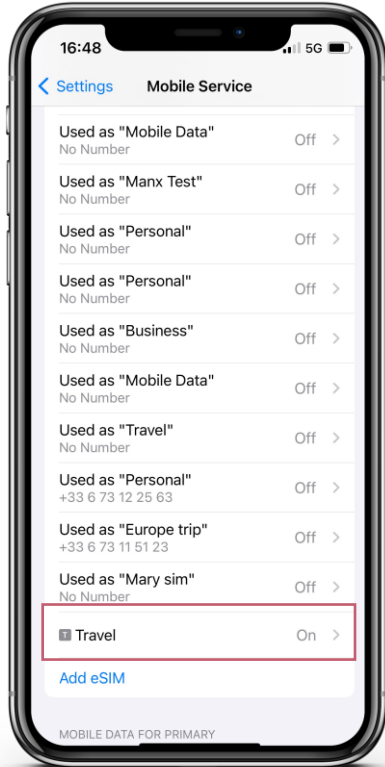 16:48
5G
Settings
Mobile Service
Used as "Mobile Data"
No Number
Off
Used as "Manx Test"
No Number
Off
Used as "Personal"
No Number
Off
Used as "Personal"
No Number
Off
Used as "Business"
No Number
Off
Used as "Mobile Data"
No Number
Off
Used as "Travel"
No Number
Off
Used as "Personal"
+33 6 73 12 25 63
Off
Used as "Europe trip"
+33 6 73 11 51 23
Off
Used as "Mary sim"
No Number
Off
T Travel
On
Add eSIM
MOBILE DATA FOR PRIMARY